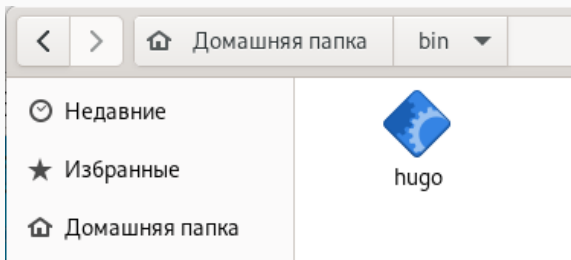 Домашняя папка bin
Недавние
hugo
Избранные
Домашняя папка